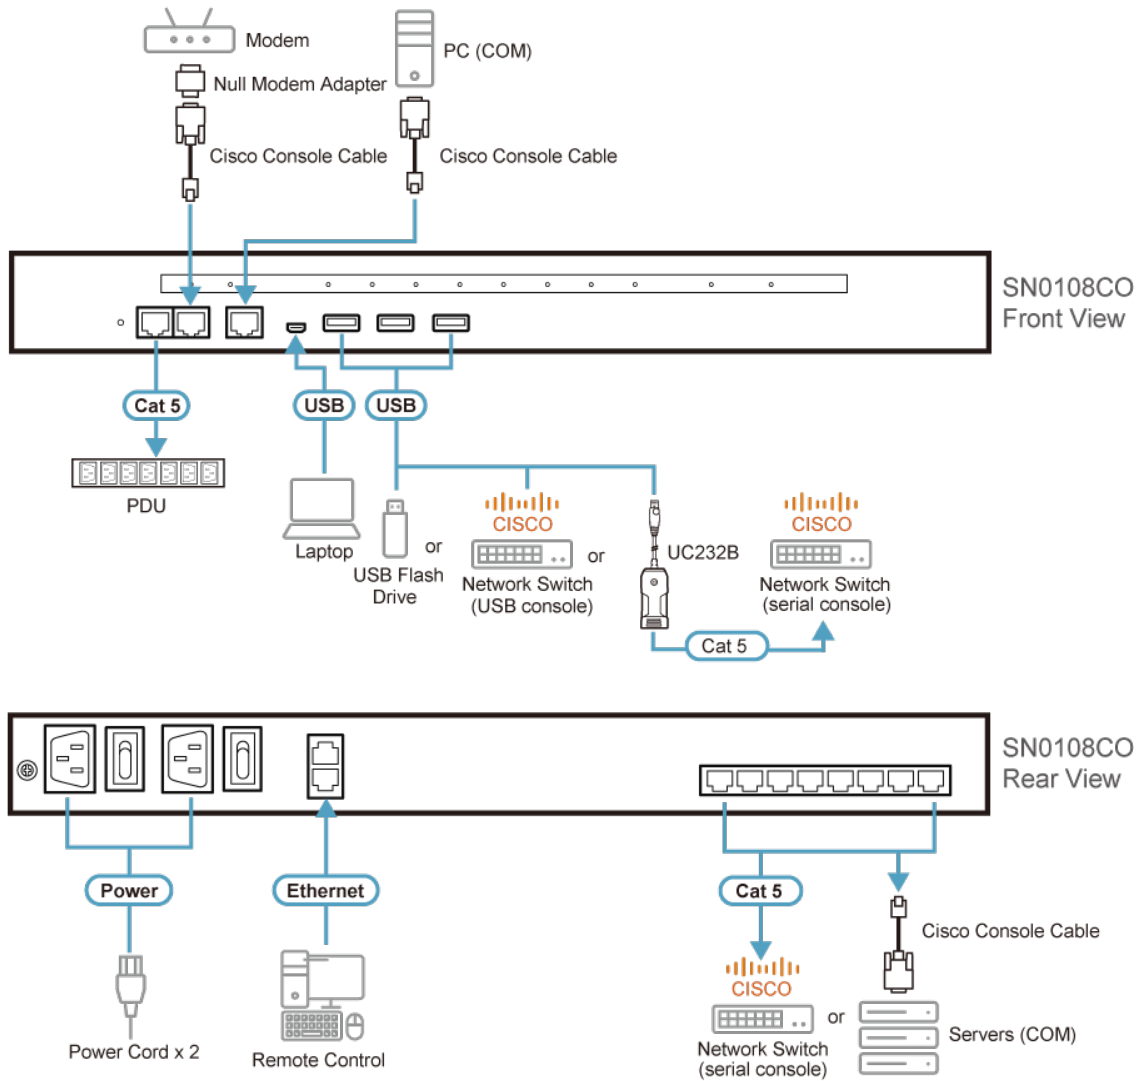 Modem
PC (COM)
Null Modem Adapter
Cisco Console Cable
Cisco Console Cable
SN0108CO
Front View
Cat 5
USB
USB
PDU
Laptop
or
USB Flash
Drive
CISCO
or
Network Switch
(USB console)
UC232B
CISCO
Network Switch
(serial console)
Cat 5
SN0108CO
Rear View
Power
Ethernet
Cat 5
Cisco Console Cable
CISCO
or
Servers (COM)
Power Cord x 2
Remote Control
Network Switch
(serial console)